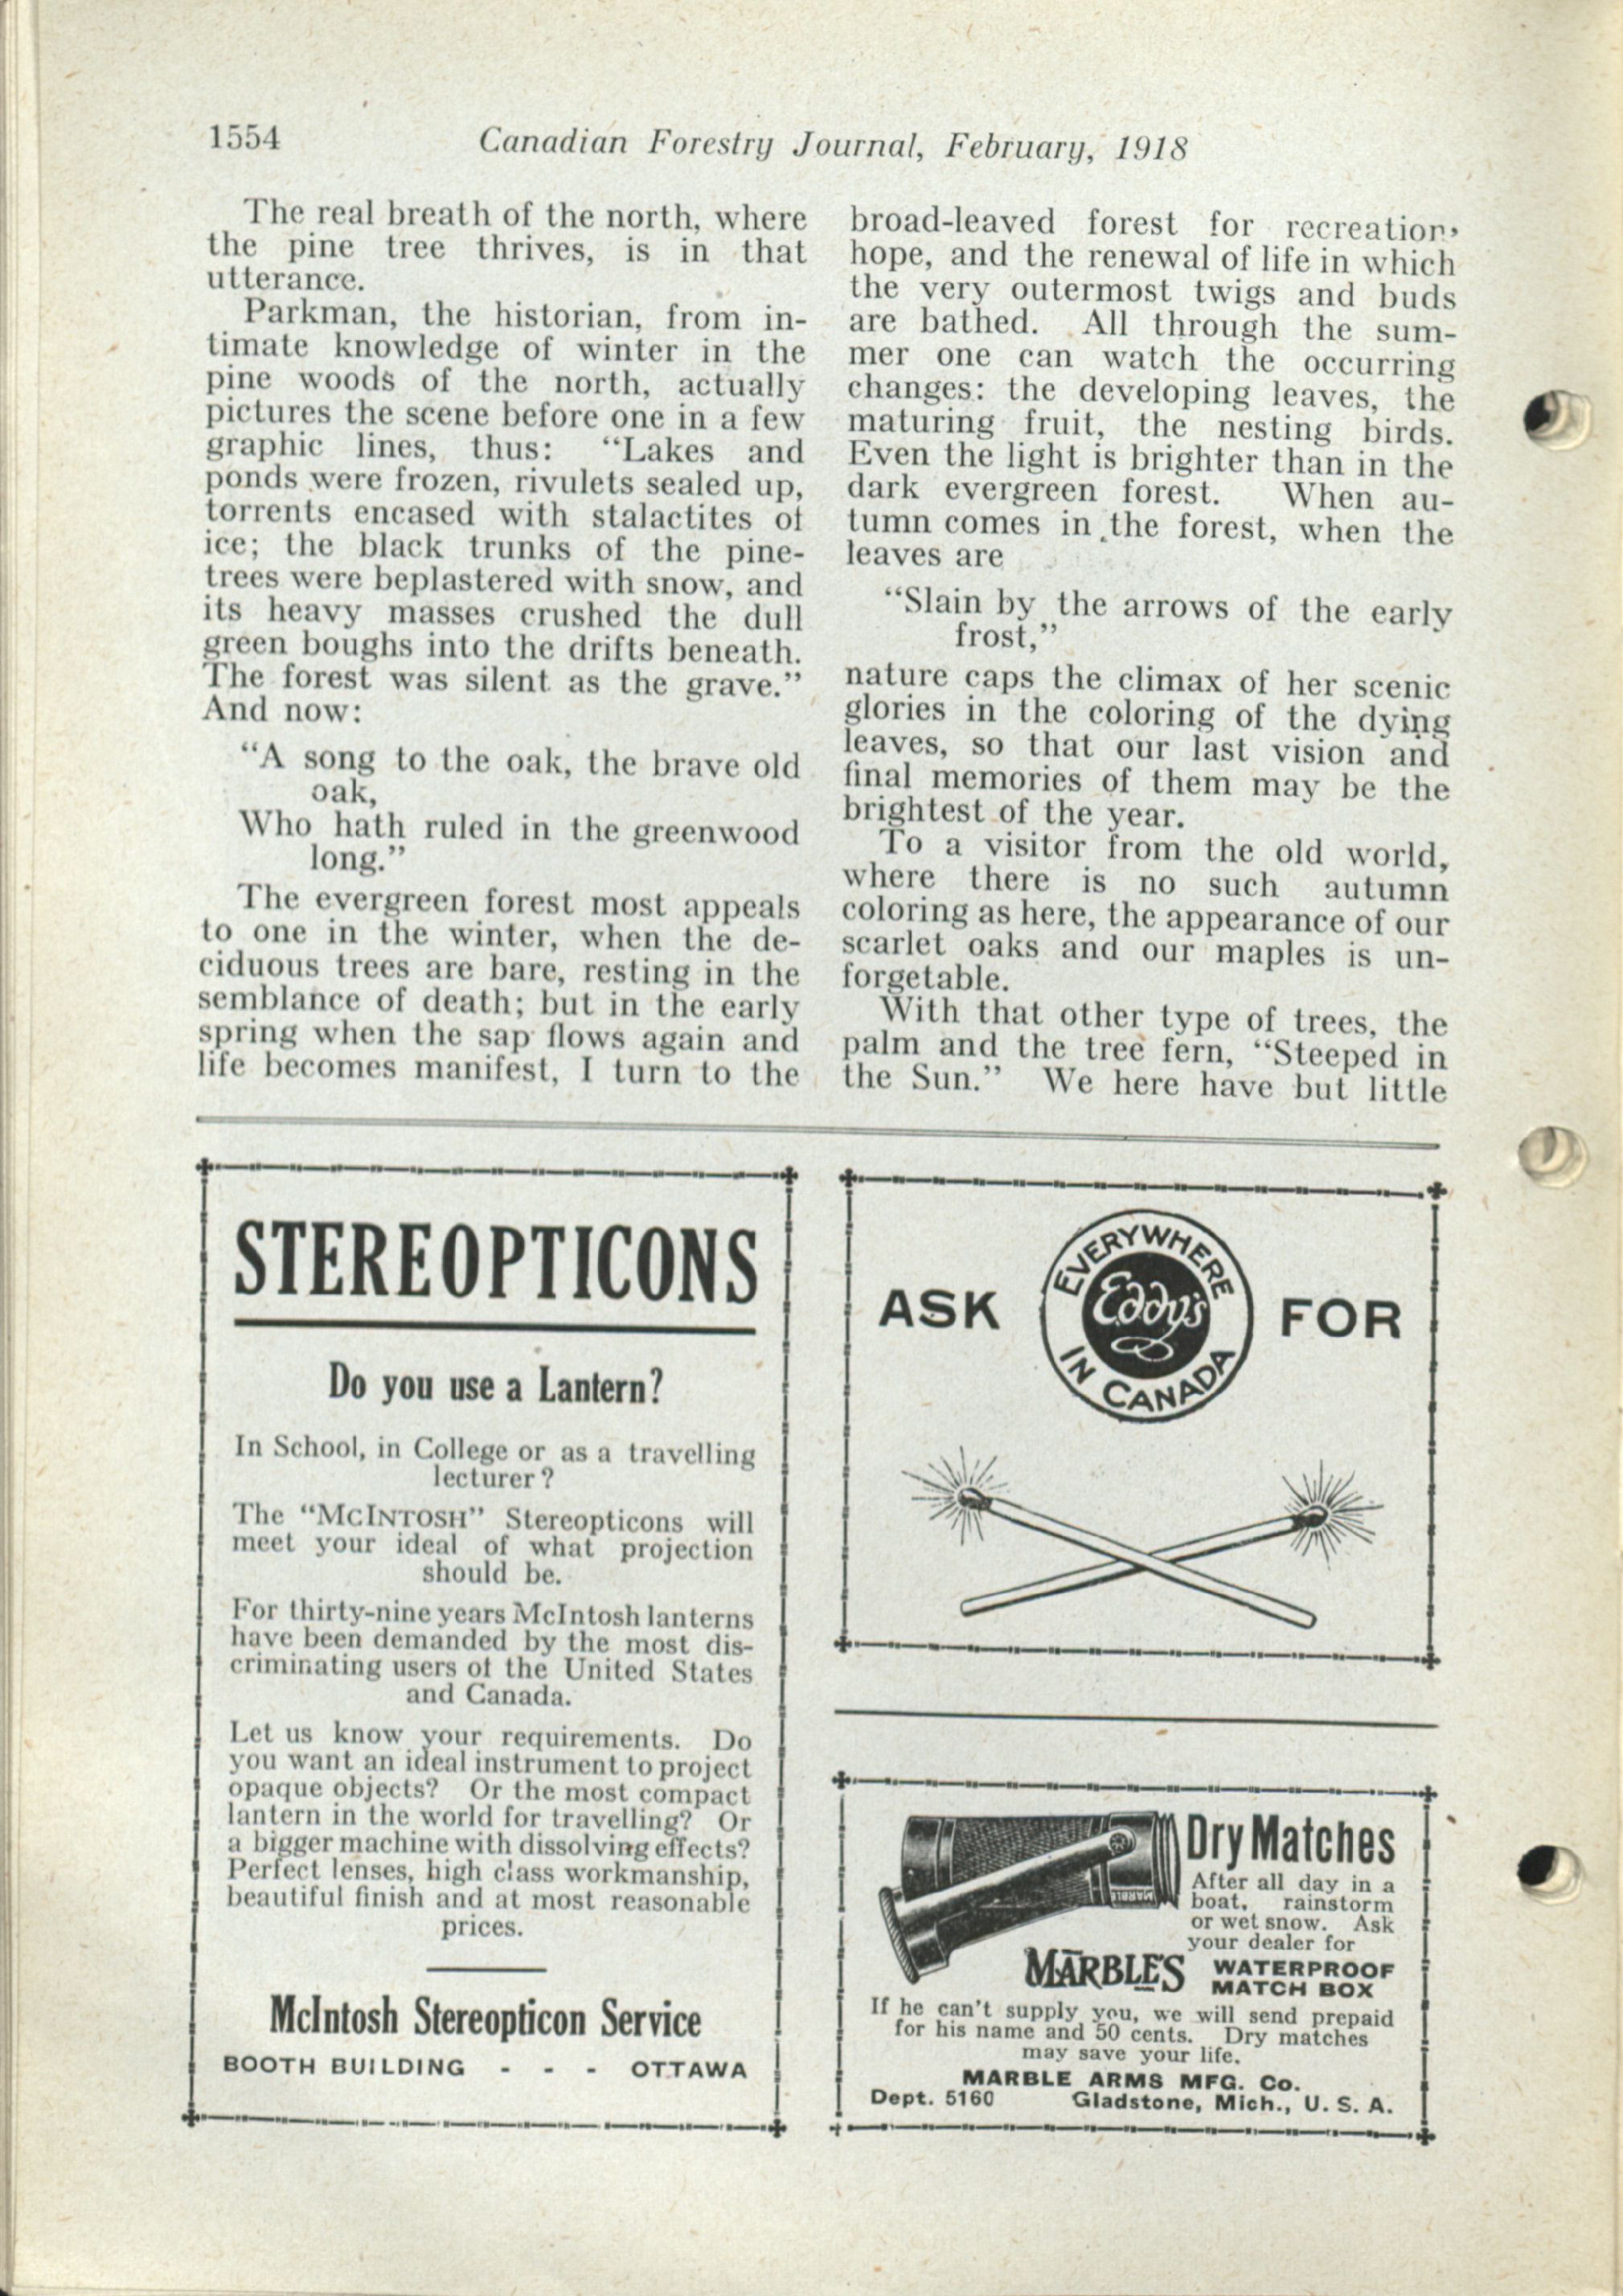 1554
Canadian Forestry Journal, February, 1918
The real breath of the north, where
the pine tree thrives, is in that
utterance.
Parkman, the historian, from in-
timate knowledge of winter in the
pine woods of the north, actually
pictures the scene before one in a few
graphic lines, thus: “Lakes and
ponds were frozen, rivulets sealed up,
torrents encased with stalactites of
ice; the black trunks of the pine-
trees were beplastered with snow, and
its heavy masses crushed the dull
green boughs into the drifts beneath.
The forest was silent as the grave.”
And now:
“A song to the oak, the brave old
oak,
Who hath ruled in the greenwood
long.”
The evergreen forest most appeals
to one in the winter, when the de-
ciduous trees are bare, resting in the
semblance of death; but in the early
spring when the sap flows again and
life becomes manifest, I turn to the
broad-leaved forest for recreation,
hope, and the renewal of life in which
the very outermost twigs and buds
are bathed. All through the sum-
mer one can watch the occurring
changes: the developing leaves, the
maturing fruit, the nesting birds.
Even the light is brighter than in the
dark evergreen forest. When au-
tumn comes in the forest, when the
leaves are
“Slain by the arrows of the early
frost,”
nature caps the climax of her scenic
glories in the coloring of the dying
leaves, so that our last vision and
final memories of them may be the
brightest of the year.
To a visitor from the old world,
where there is no such autumn
coloring as here, the appearance of our
scarlet oaks and our maples is un-
forgetable.
With that other type of trees, the
palm and the tree fern, “Steeped in
the Sun.” We here have but little
STEREOPTICONS
Do you use a Lantern?
In School, in College or as a travelling
lecturer?
The “McINTOSH” Stereopticons will
meet your ideal of what projection
should be.
For thirty-nine years McIntosh lanterns
have been demanded by the most dis-
criminating users of the United States
and Canada.
Let us know your requirements. Do
you want an ideal instrument to project
opaque objects? Or the most compact
lantern in the world for travelling? Or
a bigger machine with dissolving effects?
Perfect lenses, high class workmanship,
beautiful finish and at most reasonable
prices.
McIntosh Stereopticon Service
BOOTH BUILDING - - - OTTAWA
ASK
EVERYWHERE
Eddy's
IN CANADA
FOR
MARBLE
Dry Matches
After all day in a
boat, rainstorm
or wet snow. Ask
your dealer for
MARBLE'S WATERPROOF
MATCH BOX
If he can't supply you, we will send prepaid
for his name and 50 cents. Dry matches
may save your life.
MARBLE ARMS MFG. Co.
Dept. 5160 Gladstone, Mich., U. S. A.